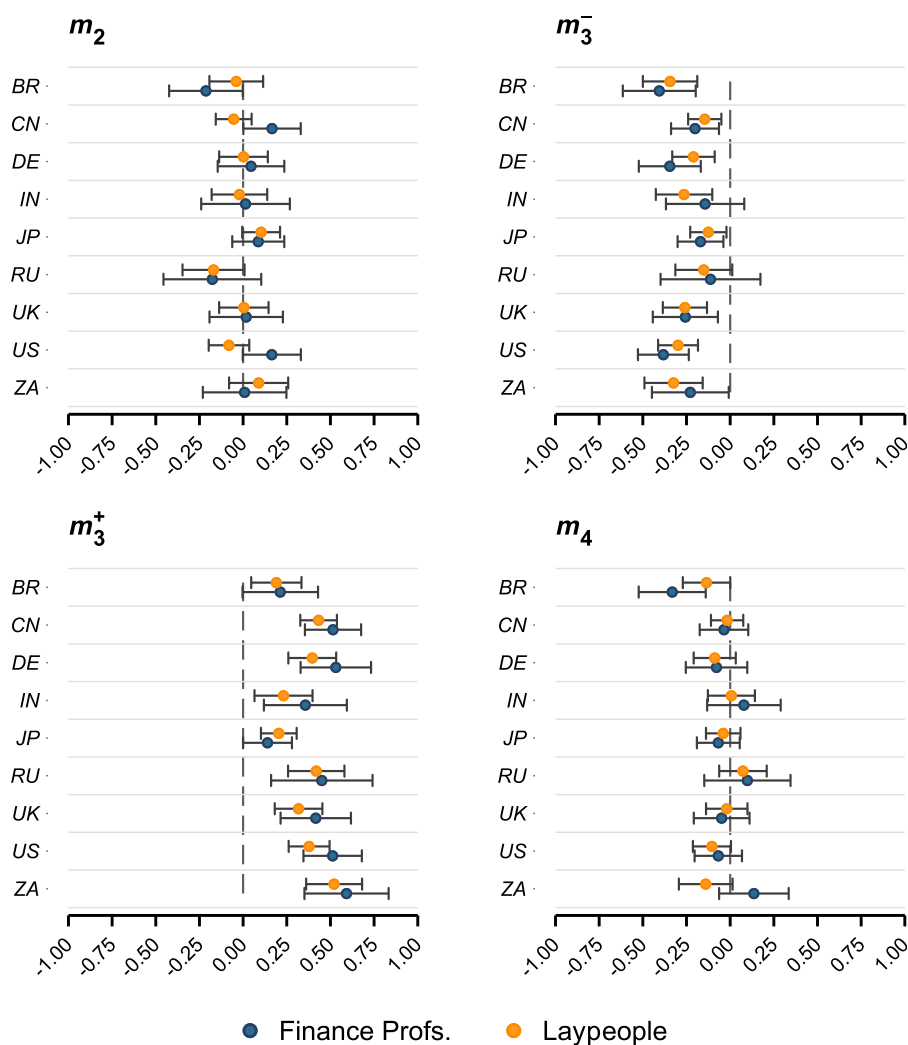 m₂ m₃⁻
BR BR
CN CN
DE DE
IN IN
JP JP
RU RU
UK UK
US US
ZA ZA
-1.00 -0.75 -0.50 -0.25 0.00 0.25 0.50 0.75 1.00 -1.00 -0.75 -0.50 -0.25 0.00 0.25 0.50 0.75 1.00
m₃⁺ m₄
BR BR
CN CN
DE DE
IN IN
JP JP
RU RU
UK UK
US US
ZA ZA
-1.00 -0.75 -0.50 -0.25 0.00 0.25 0.50 0.75 1.00 -1.00 -0.75 -0.50 -0.25 0.00 0.25 0.50 0.75 1.00
Finance Profs. Laypeople